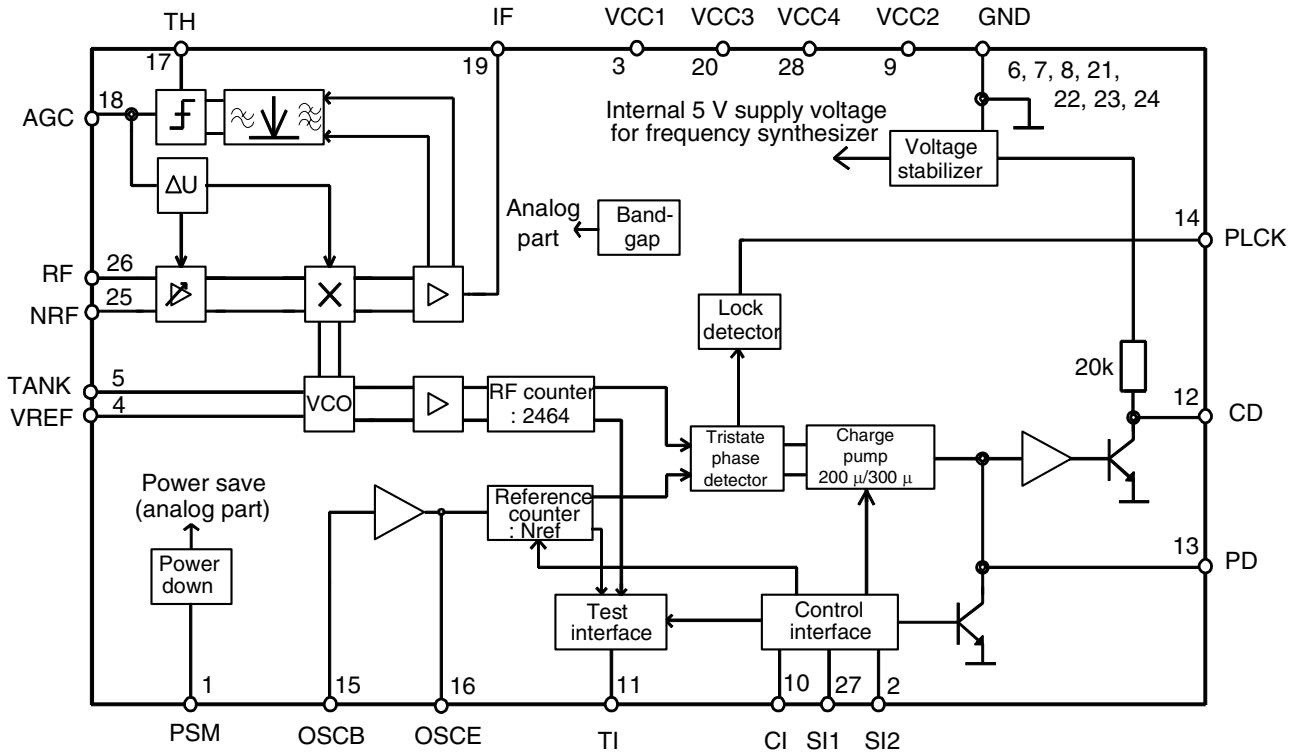 TH
IF
VCC1
VCC3
VCC4
VCC2
GND
17
19
3
20
28
9
6, 7, 8, 21,
22, 23, 24
AGC
18
Internal 5 V supply voltage
for frequency synthesizer
Voltage
stabilizer
ΔU
Analog
part
Band-
gap
14
PLCK
RF
26
NRF
25
Lock
detector
20k
TANK
5
VREF
4
VCO
RF counter
: 2464
12
CD
Tristate
phase
detector
Charge
pump
200 μ/300 μ
Power save
(analog part)
Reference
counter
: Nref
Power
down
13
PD
Test
interface
Control
interface
1
15
16
11
10
27
2
PSM
OSCB
OSCE
TI
CI
SI1
SI2